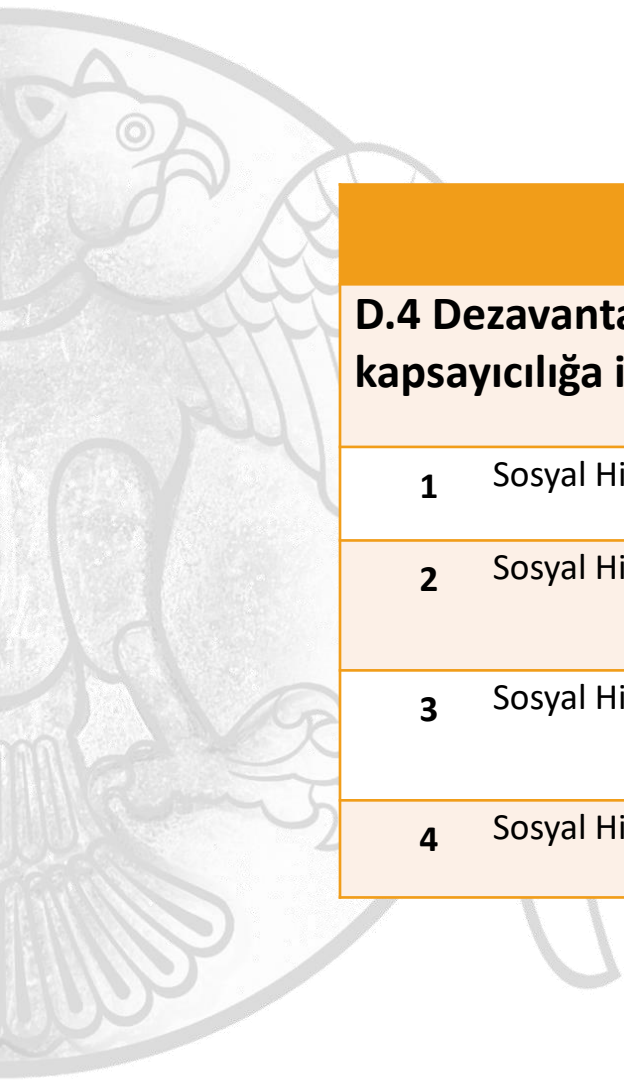 D.4 Dezavanta
kapsayıcılığa i
1 Sosyal Hi
2 Sosyal Hi
3 Sosyal Hi
4 Sosyal Hi